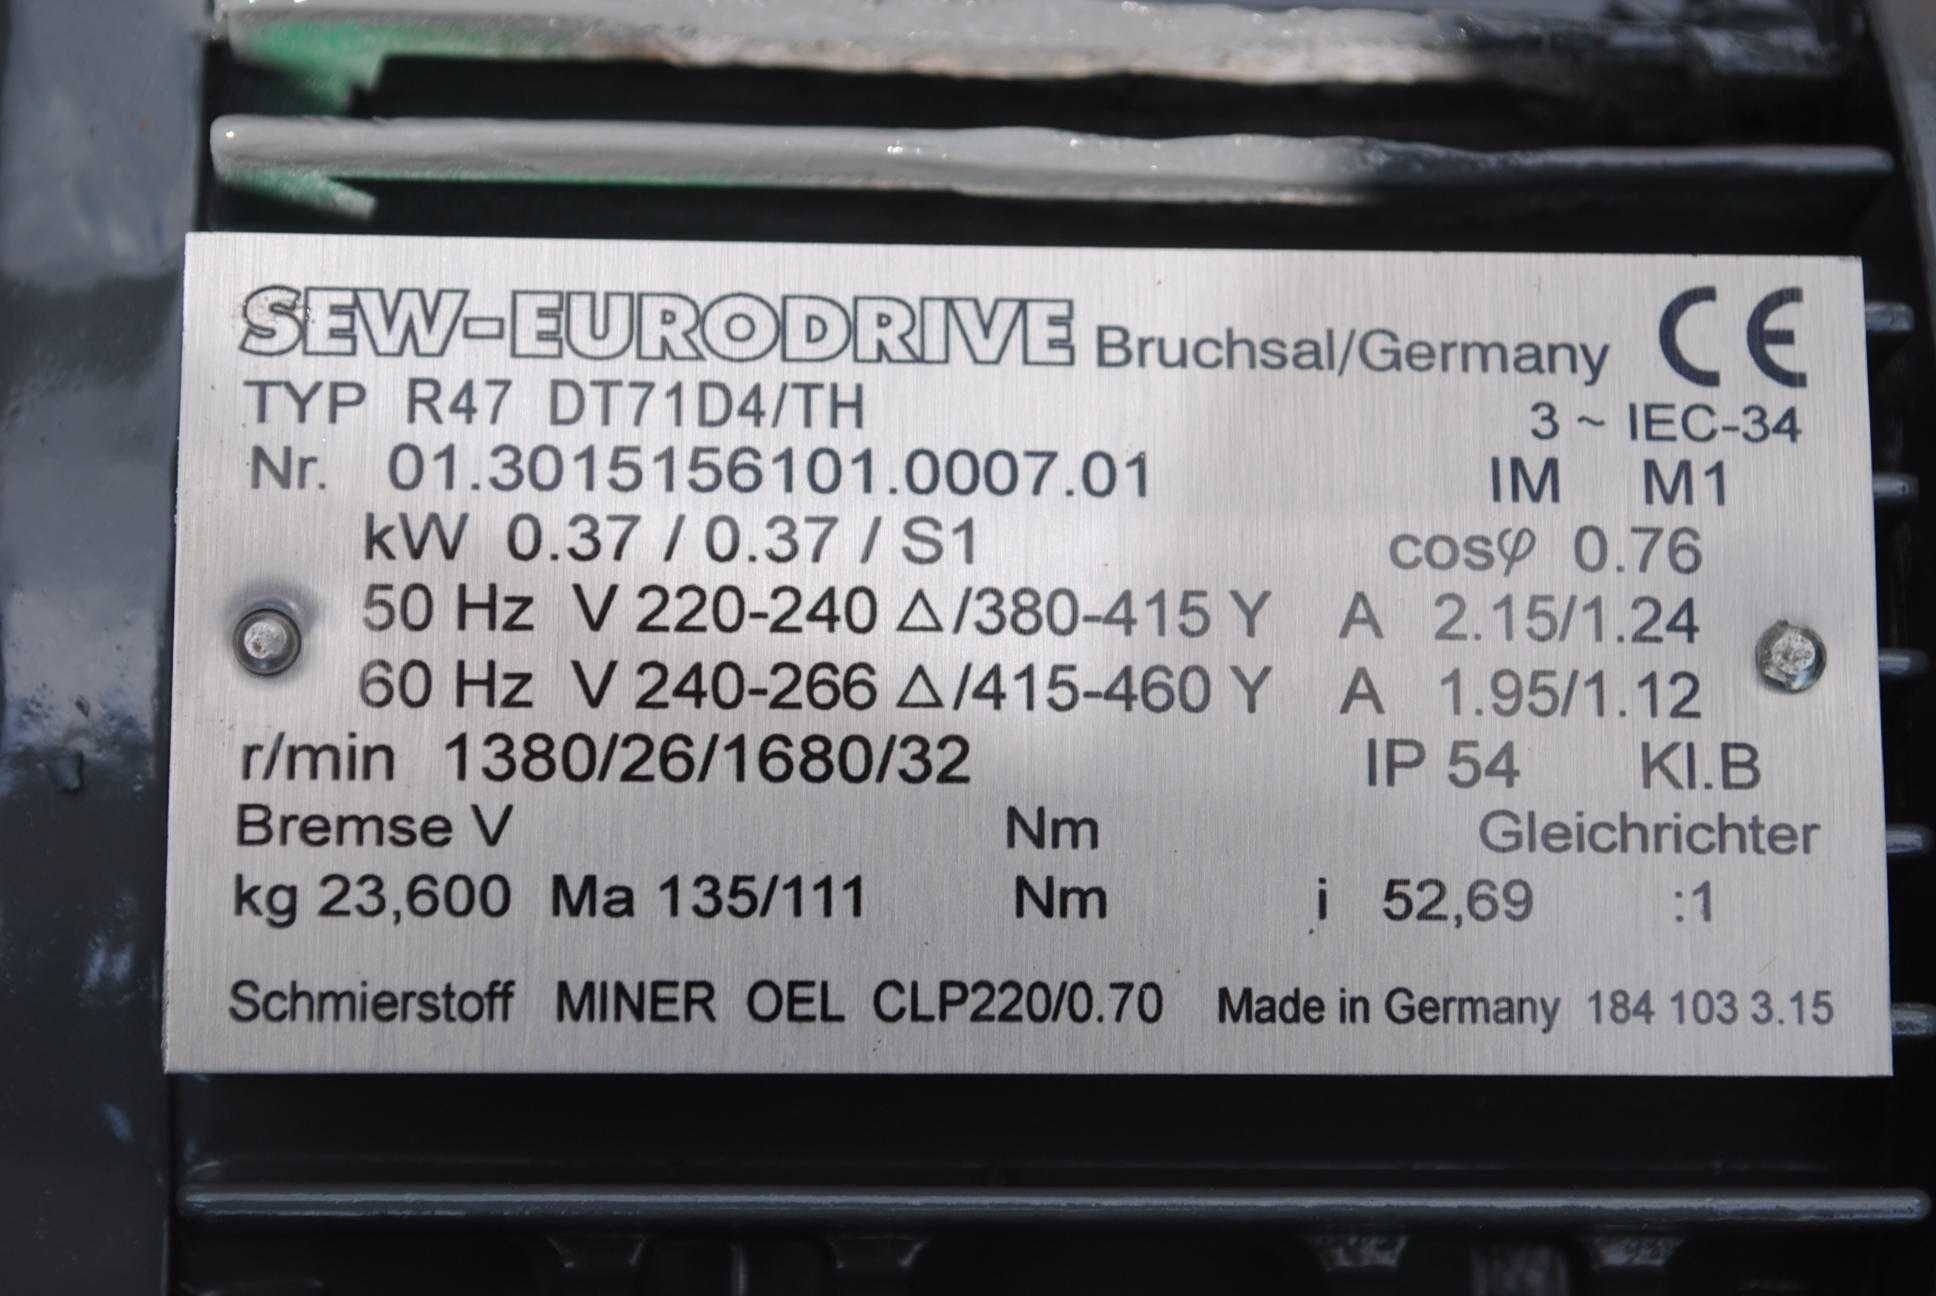 SEW-EURODRIVE Bruchsal/Germany CE
TYP R47 DT71D4/TH 3 ~ IEC-34
Nr. 01.3015156101.0007.01 IM M1
kW 0.37 / 0.37 / S1 cosφ 0.76
50 Hz V 220-240 △/380-415 Y A 2.15/1.24
60 Hz V 240-266 △/415-460 Y A 1.95/1.12
r/min 1380/26/1680/32 IP 54 Kl.B
Bremse V Nm Gleichrichter
kg 23,600 Ma 135/111 Nm i 52,69 :1
Schmierstoff MINER OEL CLP220/0.70 Made in Germany 184 103 3.15